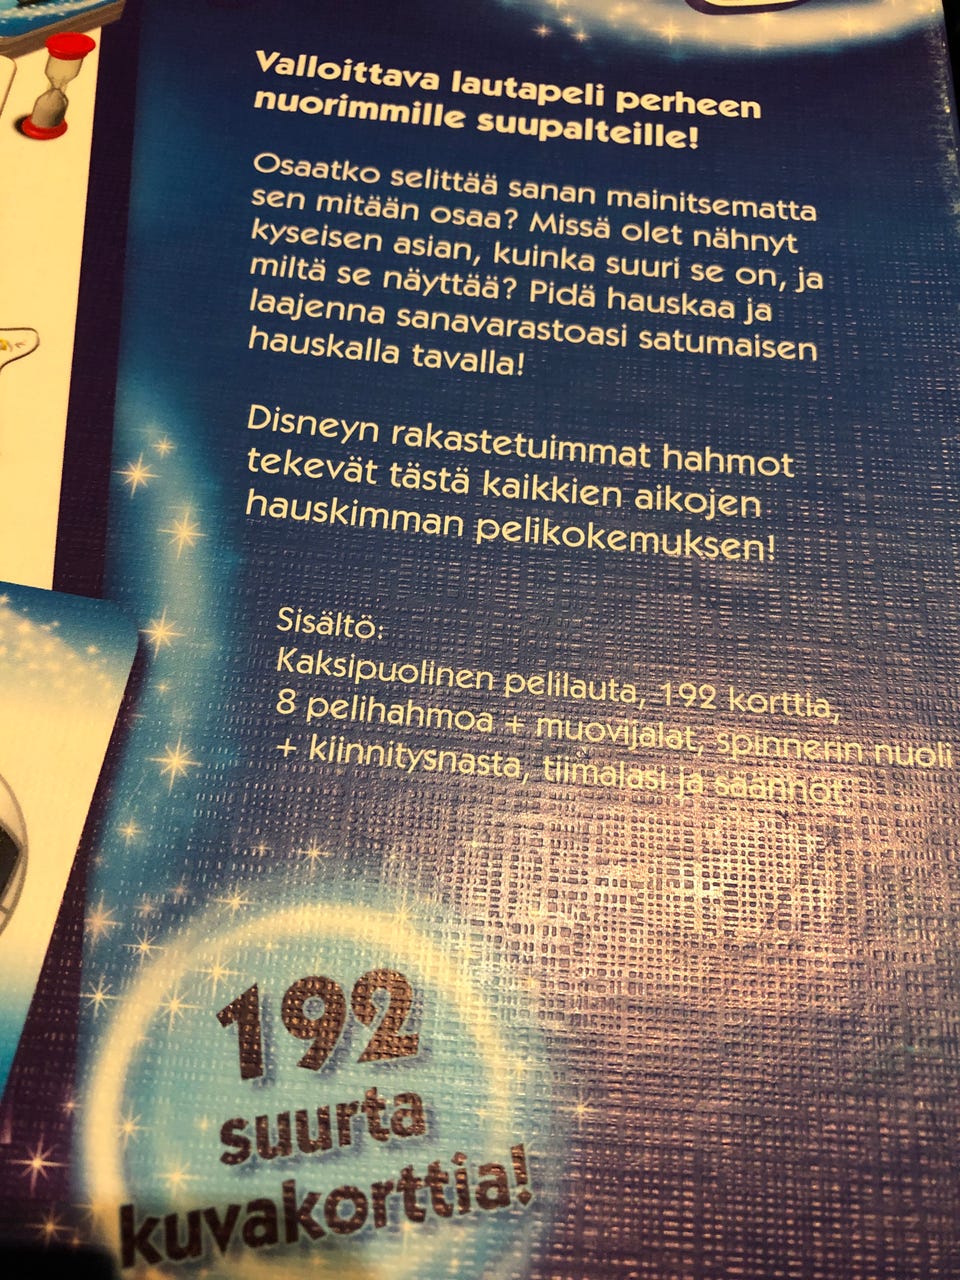 Valloittava lautapeli perheen
nuorimmille suupalteille!
Osaatko selittää sanan mainitsematta
sen mitään osaa? Missä olet nähnyt
kyseisen asian, kuinka suuri se on, ja
miltä se näyttää? Pidä hauskaa ja
laajenna sanavarastoasi satumaisen
hauskalla tavalla!
Disneyn rakastetuimmat hahmot
tekevät tästä kaikkien aikojen
hauskimman pelikokemuksen!
Sisältö:
Kaksipuolinen pelilauta, 192 korttia,
8 pelihahmoa + muovijalat, spinnerin nuoli
+ kiinnitysnasta, tiimalasi ja säännöt.
192
suurta
kuvakorttia!